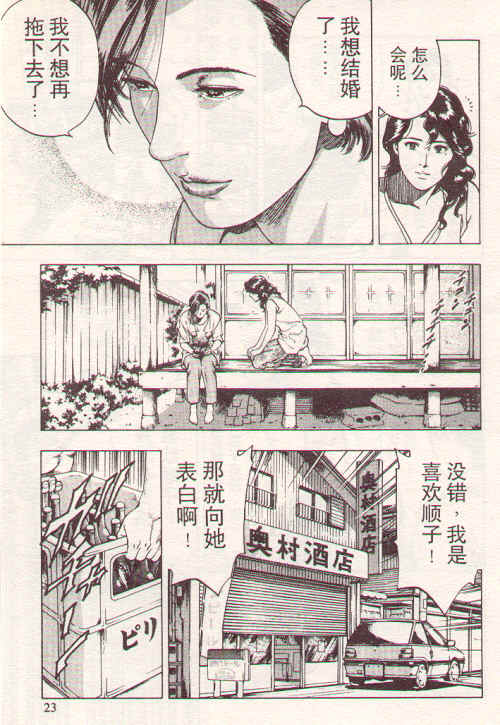 怎么
会呢…
我想结婚
了……
我不想再
拖下去了…
没错，我是
喜欢顺子！
那就向她
表白啊！
奥村酒店
奥村酒店
ピリ
23